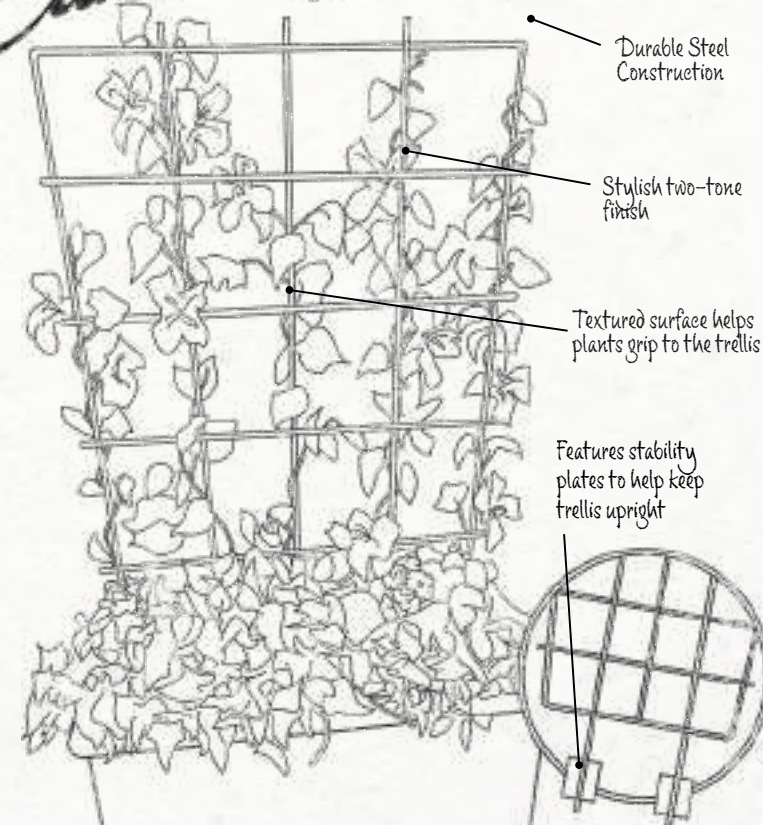 Durable Steel
Construction
Stylish two-tone
finish
Textured surface helps
plants grip to the trellis
Features stability
plates to help keep
trellis upright